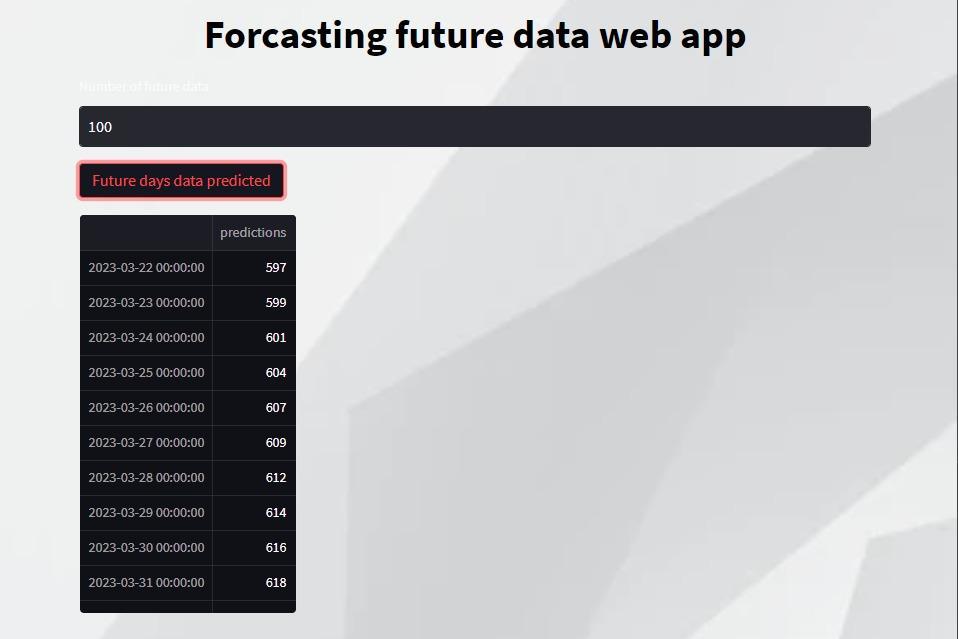 Forcasting future data web app
Number of future data
100
Future days data predicted
predictions
2023-03-22 00:00:00 597
2023-03-23 00:00:00 599
2023-03-24 00:00:00 601
2023-03-25 00:00:00 604
2023-03-26 00:00:00 607
2023-03-27 00:00:00 609
2023-03-28 00:00:00 612
2023-03-29 00:00:00 614
2023-03-30 00:00:00 616
2023-03-31 00:00:00 618